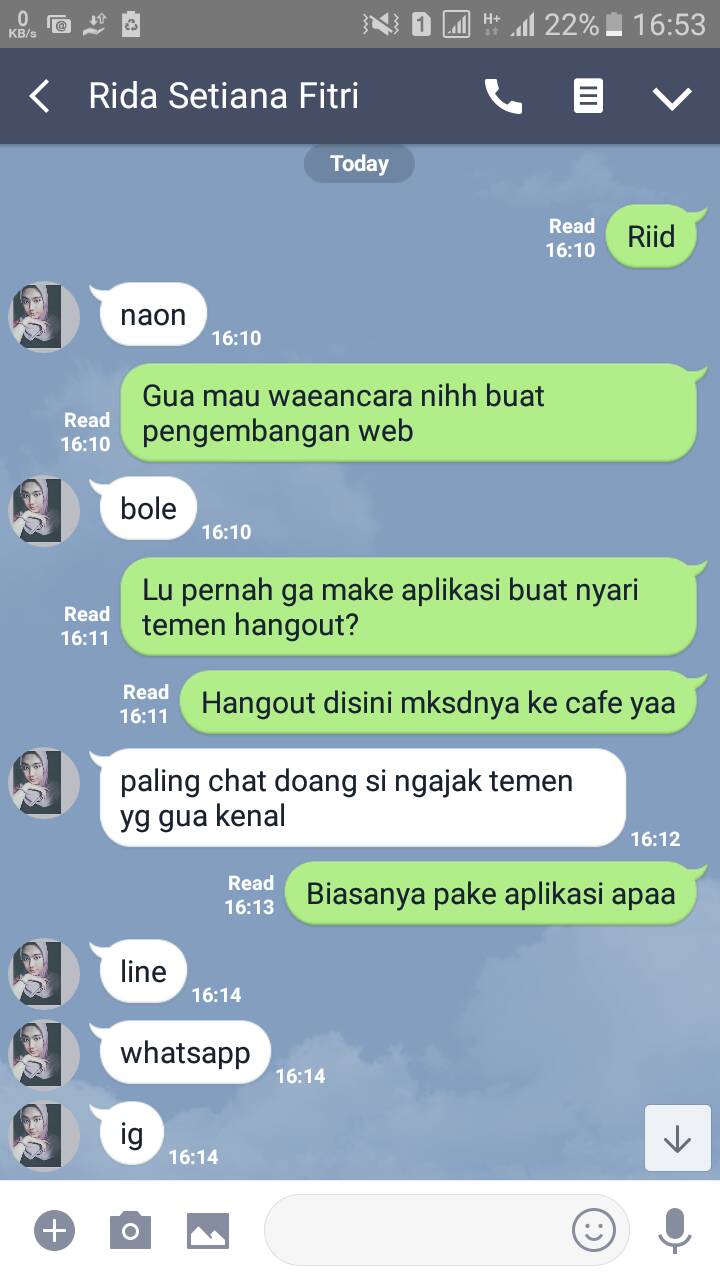 0
KB/s
1
H+
22%
16:53
Rida Setiana Fitri
Today
Read
16:10
Riid
naon
16:10
Read
16:10
Gua mau waeancara nihh buat
pengembangan web
bole
16:10
Read
16:11
Lu pernah ga make aplikasi buat nyari
temen hangout?
Read
16:11
Hangout disini mksdnya ke cafe yaa
paling chat doang si ngajak temen
yg gua kenal
16:12
Read
16:13
Biasanya pake aplikasi apaa
line
16:14
whatsapp
16:14
ig
16:14